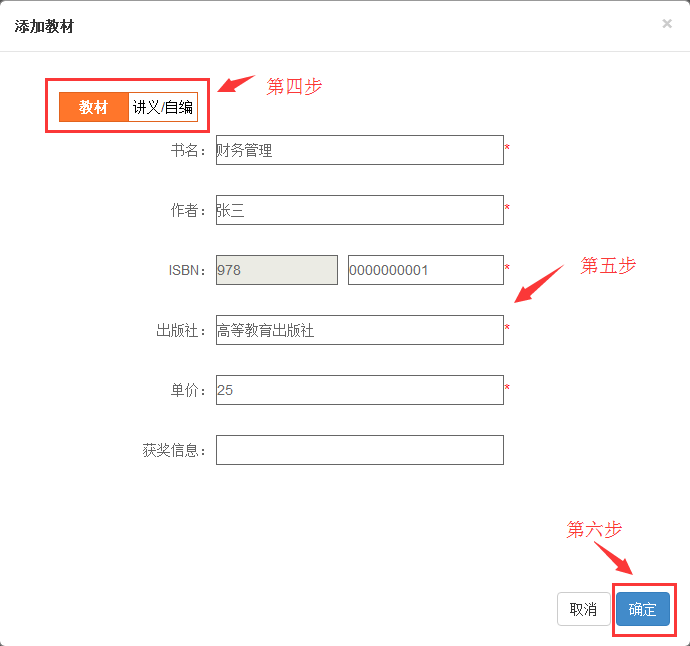 添加教材 ×
教材 讲义/自编 第四步
书名： 财务管理 *
作者： 张三 *
ISBN： 978 0000000001 * 第五步
出版社： 高等教育出版社 *
单价： 25 *
获奖信息：
第六步
取消 确定